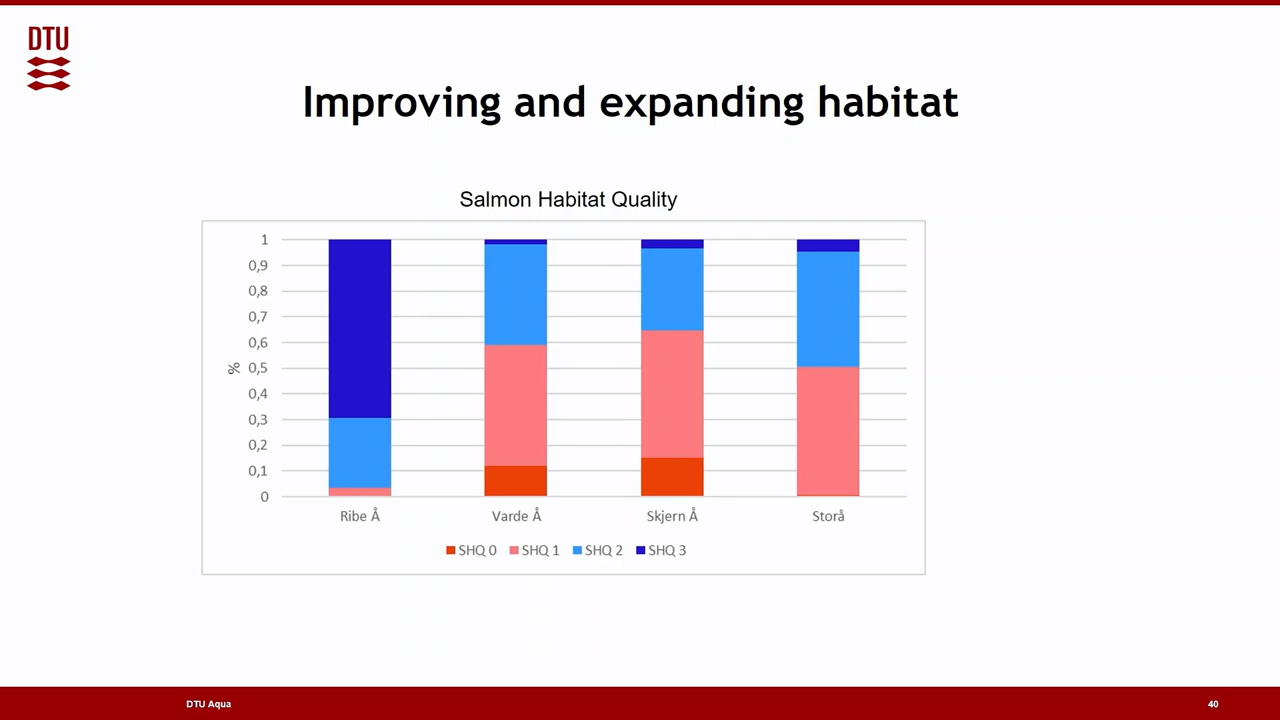 DTU
Improving and expanding habitat
Salmon Habitat Quality
1
0,9
0,8
0,7
0,6
0,5
0,4
0,3
0,2
0,1
0
%
Ribe Å Varde Å Skjern Å Storå
SHQ 0 SHQ 1 SHQ 2 SHQ 3
DTU Aqua 40